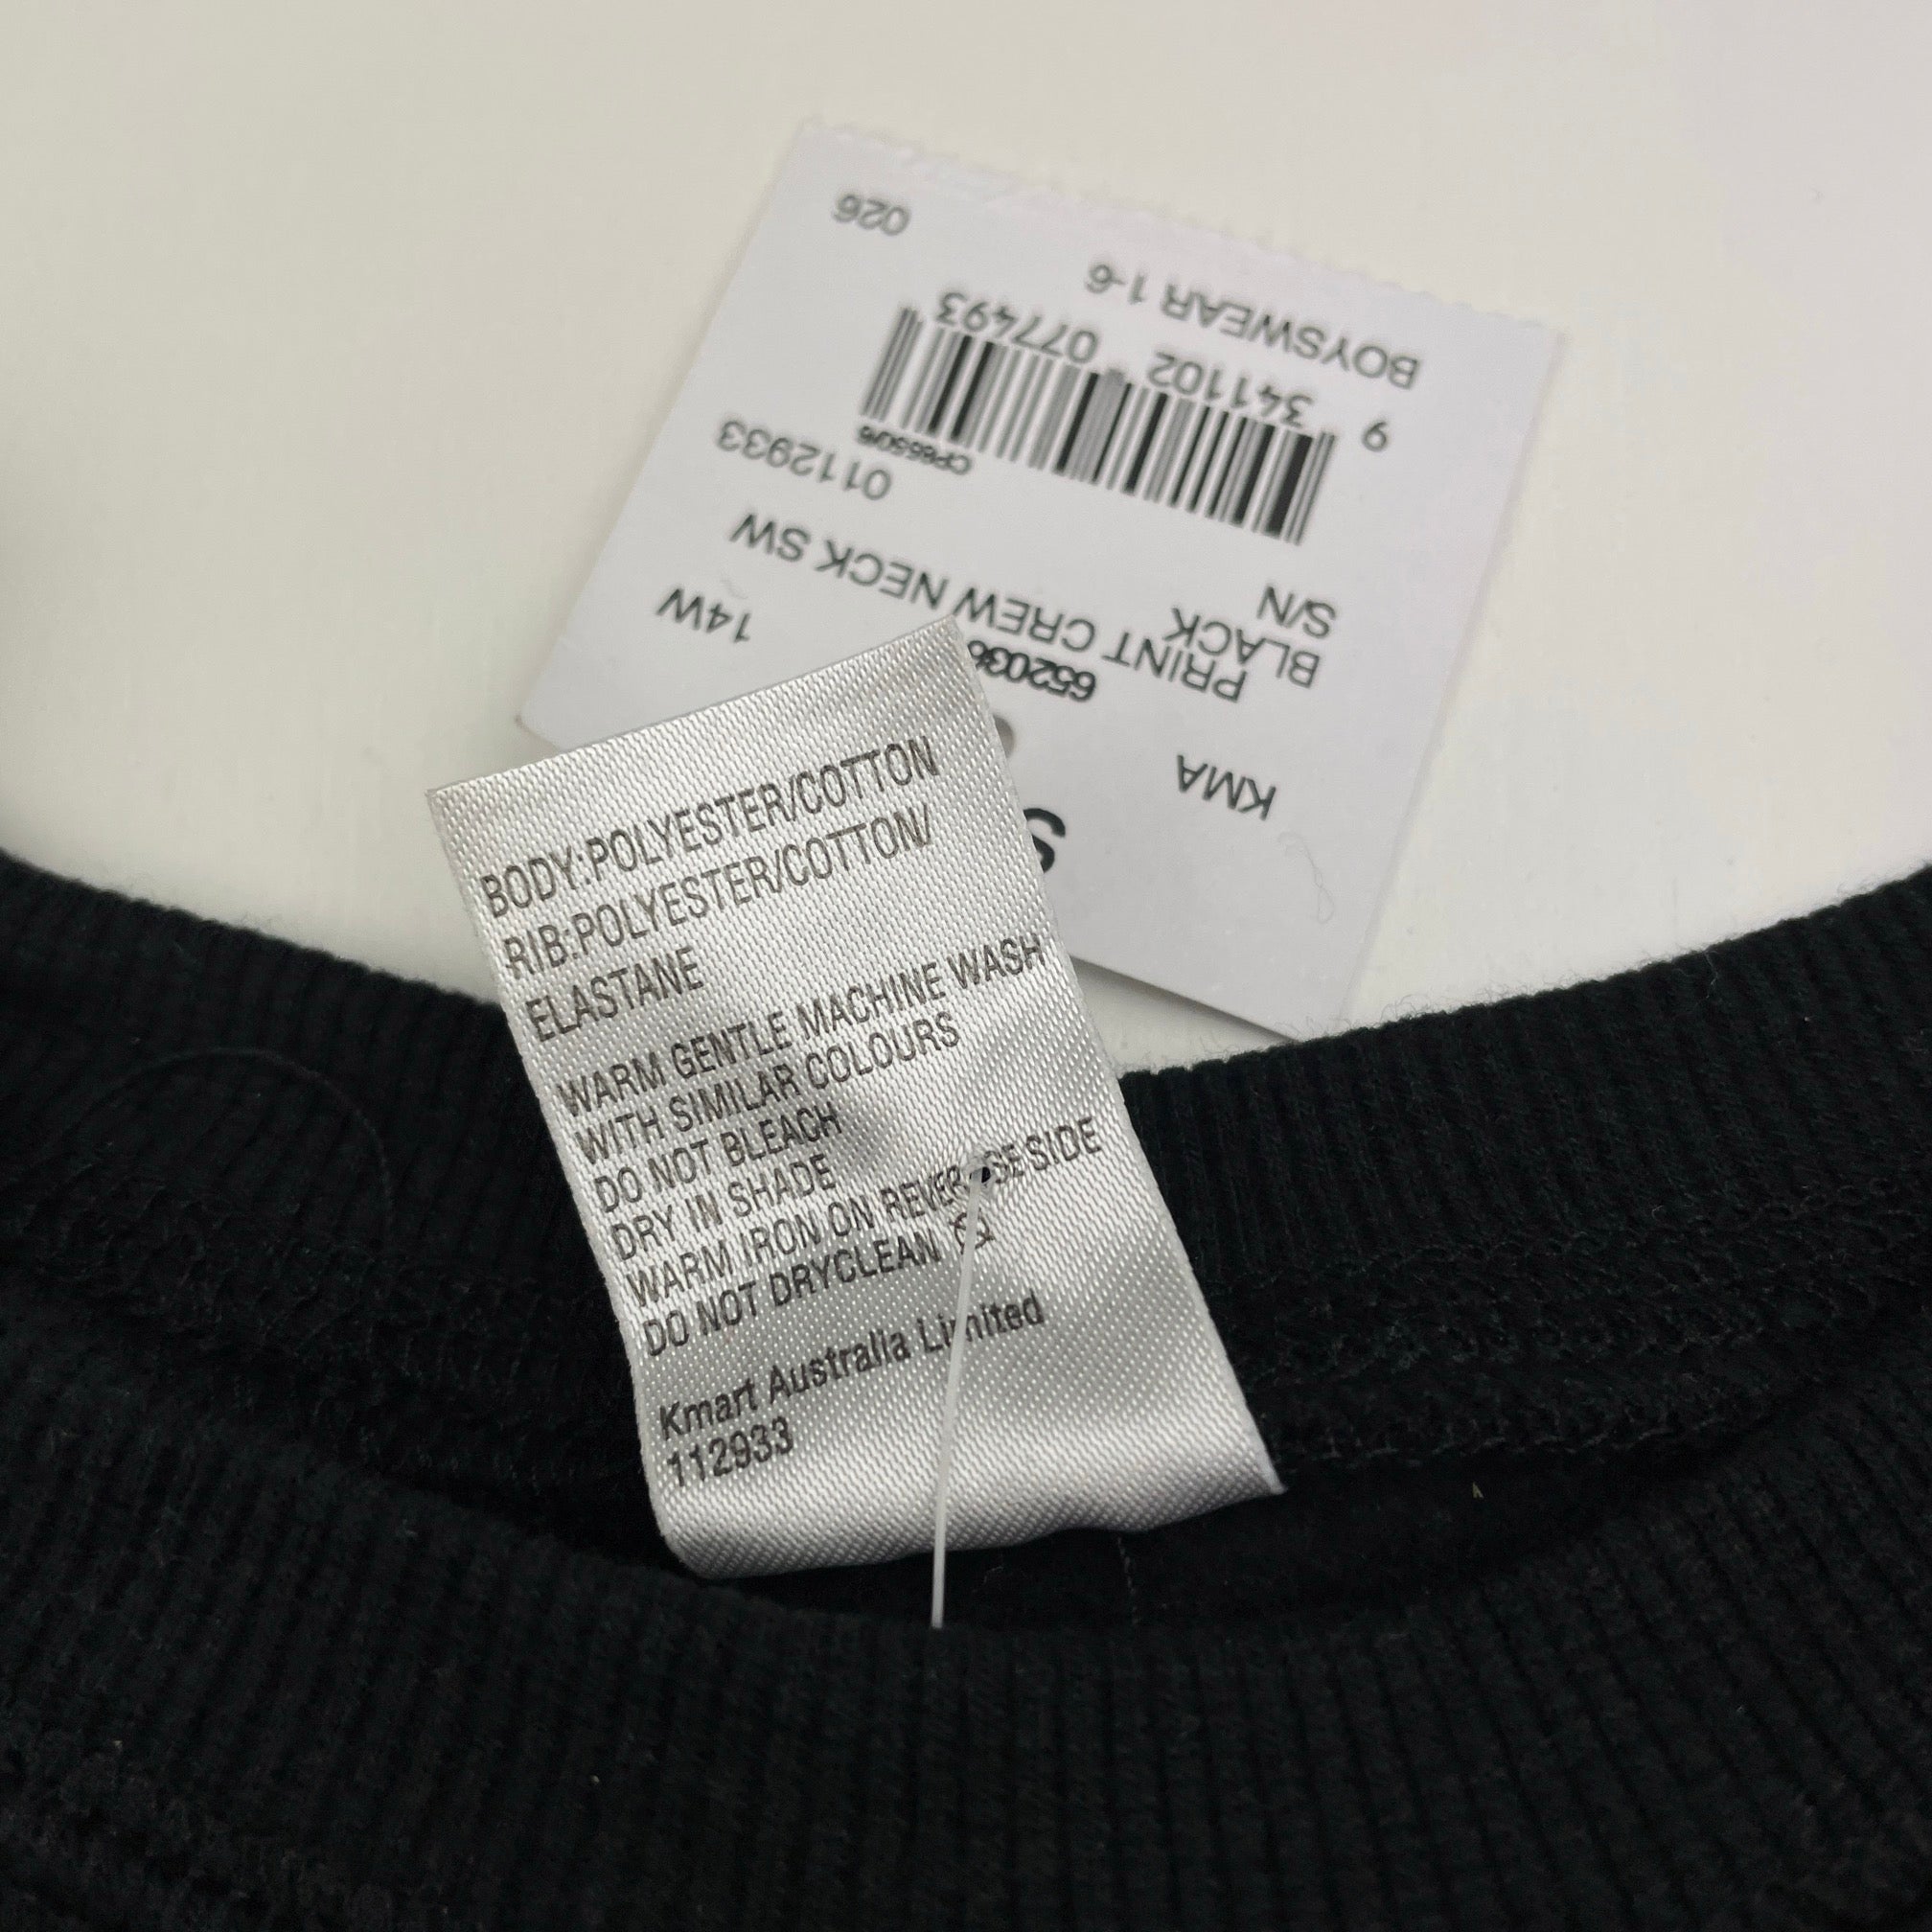 BODY:POLYESTER/COTTON
RIB:POLYESTER/COTTON/
ELASTANE
WARM GENTLE MACHINE WASH
WITH SIMILAR COLOURS
DO NOT BLEACH
DRY IN SHADE
WARM IRON ON REVERSE SIDE
DO NOT DRYCLEAN
Kmart Australia Limited
112933
KMA
652036
14W
PRINT CREW NECK SW
BLACK
S/N
0112933
9 341102 077493
BOYSWEAR 1-6
026